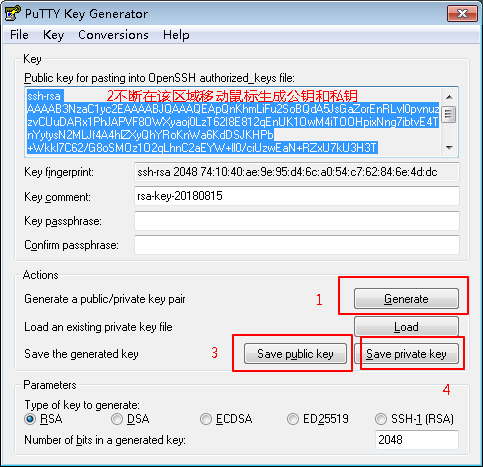 PuTTY Key Generator
File Key Conversions Help
Key
Public key for pasting into OpenSSH authorized_keys file:
ssh-rsa 2不断在该区域移动鼠标生成公钥和私钥
Key fingerprint: ssh-rsa 2048 74:10:40:ae:9e:95:d4:6c:a0:54:c7:62:84:6e:4d:dc
Key comment: rsa-key-20180815
Key passphrase:
Confirm passphrase:
Actions
Generate a public/private key pair 1 Generate
Load an existing private key file Load
Save the generated key 3 Save public key Save private key
4
Parameters
Type of key to generate:
RSA DSA ECDSA ED25519 SSH-1 (RSA)
Number of bits in a generated key: 2048